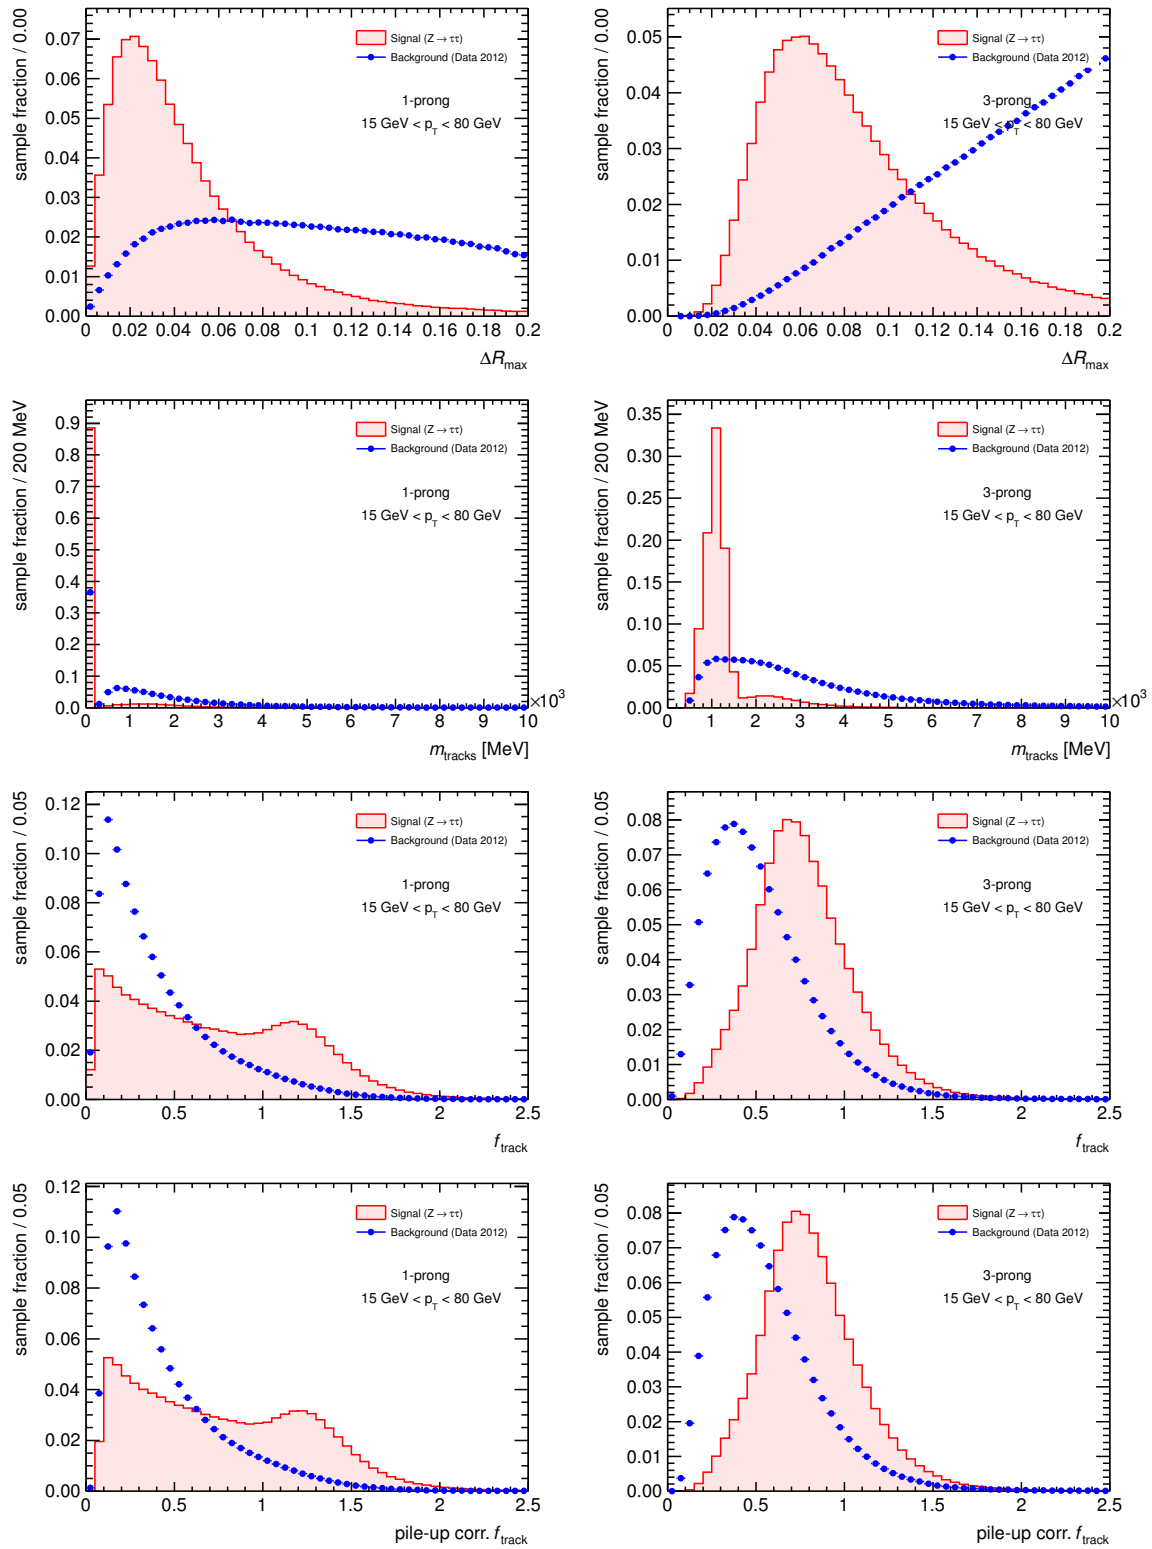 sample fraction / 0.00
0.07
0.06
0.05
0.04
0.03
0.02
0.01
0.00
Signal (Z→ττ)
Background (Data 2012)
1-prong
15 GeV < pT < 80 GeV
0 0.02 0.04 0.06 0.08 0.1 0.12 0.14 0.16 0.18 0.2
ΔRmax
sample fraction / 0.00
0.05
0.04
0.03
0.02
0.01
0.00
Signal (Z→ττ)
Background (Data 2012)
3-prong
15 GeV < pT < 80 GeV
0 0.02 0.04 0.06 0.08 0.1 0.12 0.14 0.16 0.18 0.2
ΔRmax
sample fraction / 200 MeV
0.9
0.8
0.7
0.6
0.5
0.4
0.3
0.2
0.1
0.0
Signal (Z→ττ)
Background (Data 2012)
1-prong
15 GeV < pT < 80 GeV
0 1 2 3 4 5 6 7 8 9 10
×10³
mtracks [MeV]
sample fraction / 200 MeV
0.35
0.30
0.25
0.20
0.15
0.10
0.05
0.00
Signal (Z→ττ)
Background (Data 2012)
3-prong
15 GeV < pT < 80 GeV
0 1 2 3 4 5 6 7 8 9 10
×10³
mtracks [MeV]
sample fraction / 0.05
0.12
0.10
0.08
0.06
0.04
0.02
0.00
Signal (Z→ττ)
Background (Data 2012)
1-prong
15 GeV < pT < 80 GeV
0 0.5 1 1.5 2 2.5
ftrack
sample fraction / 0.05
0.08
0.07
0.06
0.05
0.04
0.03
0.02
0.01
0.00
Signal (Z→ττ)
Background (Data 2012)
3-prong
15 GeV < pT < 80 GeV
0 0.5 1 1.5 2 2.5
ftrack
sample fraction / 0.05
0.12
0.10
0.08
0.06
0.04
0.02
0.00
Signal (Z→ττ)
Background (Data 2012)
1-prong
15 GeV < pT < 80 GeV
0 0.5 1 1.5 2 2.5
pile-up corr. ftrack
sample fraction / 0.05
0.08
0.07
0.06
0.05
0.04
0.03
0.02
0.01
0.00
Signal (Z→ττ)
Background (Data 2012)
3-prong
15 GeV < pT < 80 GeV
0 0.5 1 1.5 2 2.5
pile-up corr. ftrack